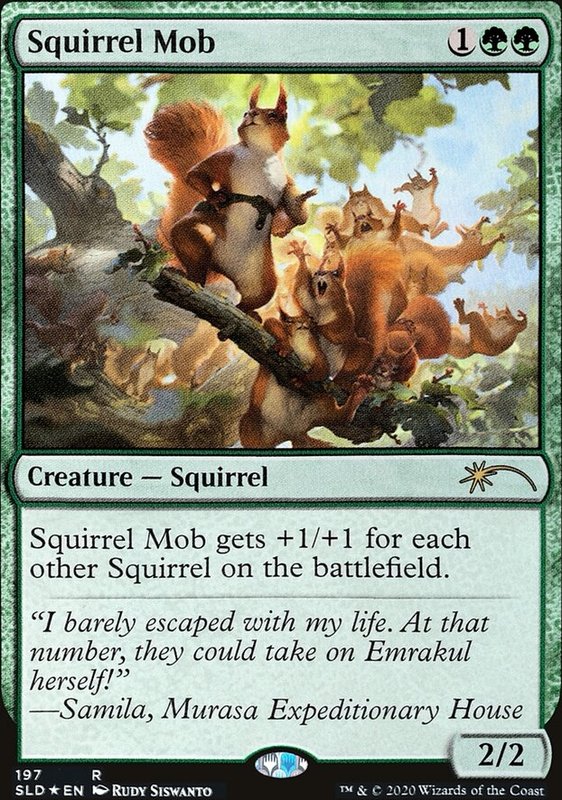 Squirrel Mob 1
Creature — Squirrel
Squirrel Mob gets +1/+1 for each
other Squirrel on the battlefield.
“I barely escaped with my life. At that
number, they could take on Emrakul
herself!”
—Samila, Murasa Expeditionary House
2/2
197 R
SLD ★ EN RUDY SISWANTO
™ & © 2020 Wizards of the Coast